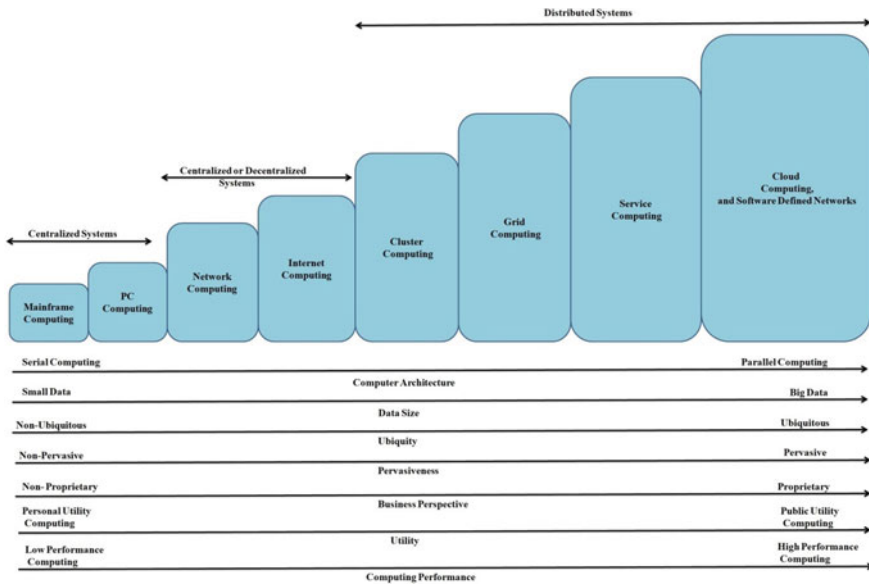 Distributed Systems
Centralized or Decentralized
Systems
Centralized Systems
Mainframe
Computing
PC
Computing
Network
Computing
Internet
Computing
Cluster
Computing
Grid
Computing
Service
Computing
Cloud
Computing,
and Software Defined Networks
Serial Computing
Parallel Computing
Computer Architecture
Small Data
Big Data
Data Size
Non-Ubiquitous
Ubiquitous
Ubiquity
Non-Pervasive
Pervasive
Pervasiveness
Non- Proprietary
Proprietary
Business Perspective
Personal Utility
Computing
Public Utility
Computing
Utility
Low Performance
Computing
High Performance
Computing
Computing Performance